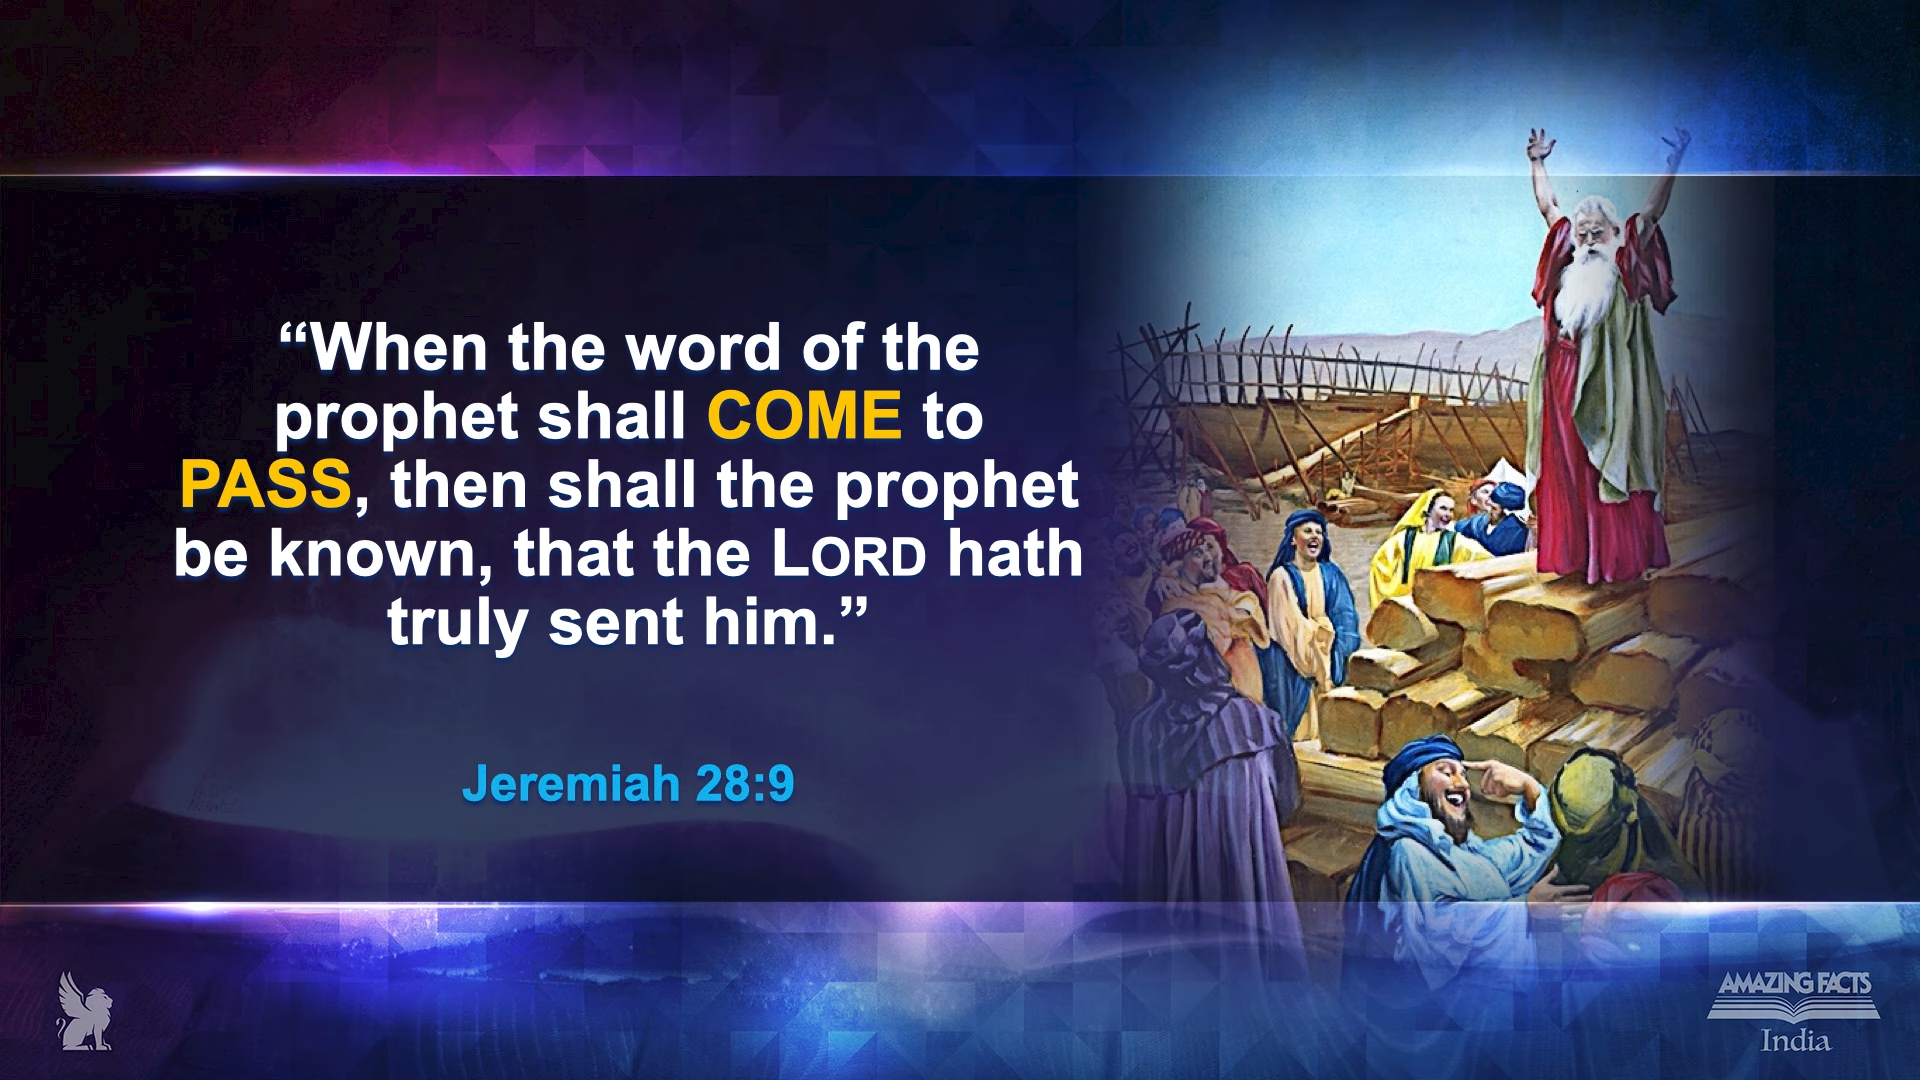 “When the word of the
prophet shall COME to
PASS, then shall the prophet
be known, that the LORD hath
truly sent him.”
Jeremiah 28:9
AMAZING FACTS
India